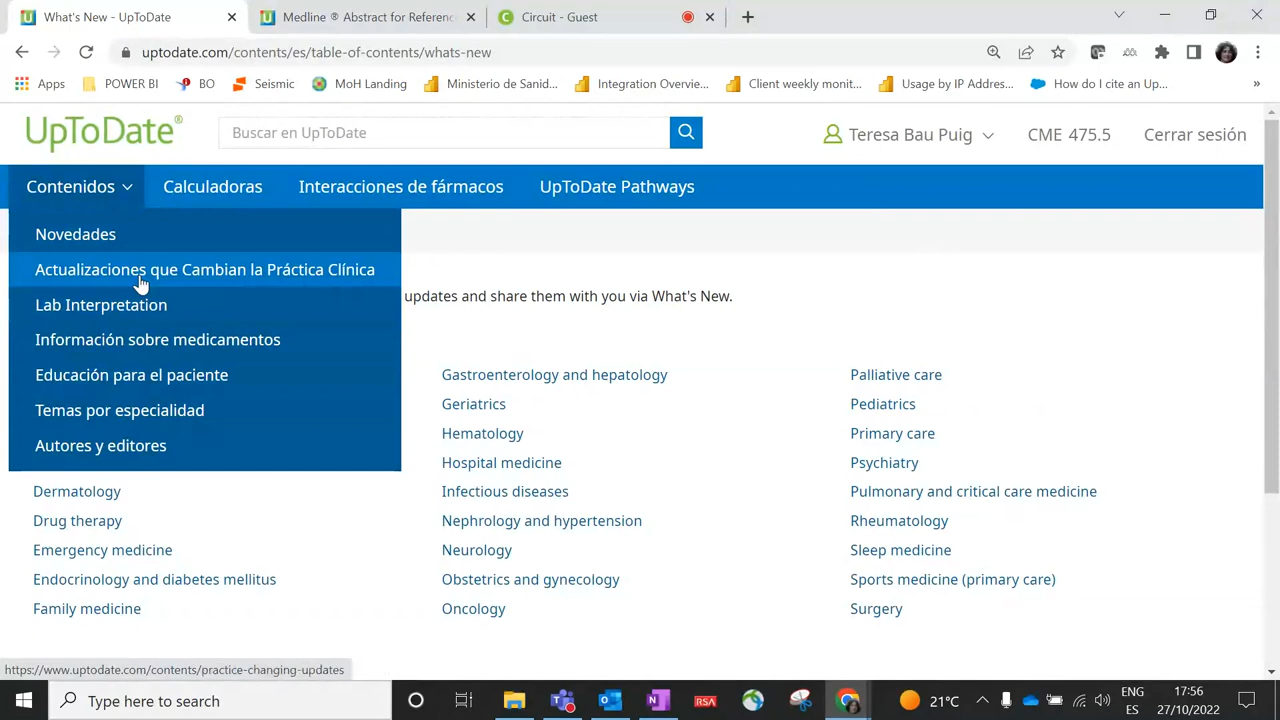 What's New - UpToDate
Medline ® Abstract for Referenc
Circuit - Guest
uptodate.com/contents/es/table-of-contents/whats-new
Apps
POWER BI
BO
Seismic
MoH Landing
Ministerio de Sanid...
Integration Overvie...
Client weekly monit...
Usage by IP Addres...
How do I cite an Up...
UpToDate®
Buscar en UpToDate
Teresa Bau Puig
CME 475.5
Cerrar sesión
Contenidos
Calculadoras
Interacciones de fármacos
UpToDate Pathways
Novedades
Actualizaciones que Cambian la Práctica Clínica
Lab Interpretation
Información sobre medicamentos
Educación para el paciente
Temas por especialidad
Autores y editores
updates and share them with you via What's New.
Dermatology
Drug therapy
Emergency medicine
Endocrinology and diabetes mellitus
Family medicine
Gastroenterology and hepatology
Geriatrics
Hematology
Hospital medicine
Infectious diseases
Nephrology and hypertension
Neurology
Obstetrics and gynecology
Oncology
Palliative care
Pediatrics
Primary care
Psychiatry
Pulmonary and critical care medicine
Rheumatology
Sleep medicine
Sports medicine (primary care)
Surgery
https://www.uptodate.com/contents/practice-changing-updates
Type here to search
RSA
21°C
ENG
ES
17:56
27/10/2022